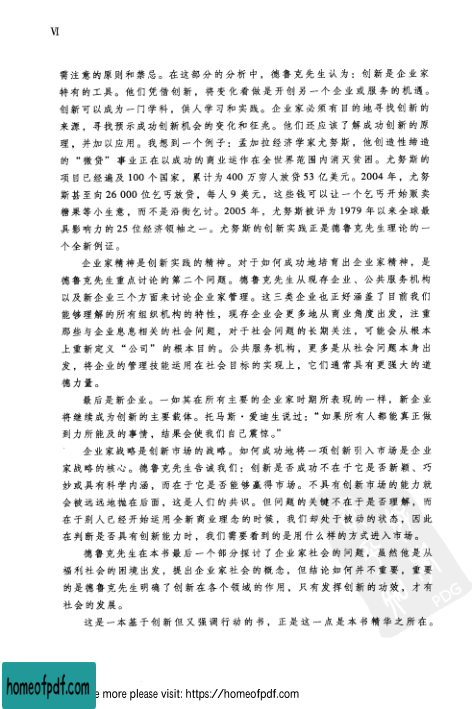 VI
需注意的原则和禁忌。在这部分的分析中，德鲁克先生认为：创新是企业家
特有的工具。他们凭借创新，将变化看做是开创另一个企业或服务的机遇。
创新可以成为一门学科，供人学习和实践。企业家必须有目的地寻找创新的
来源，寻找预示成功创新机会的变化和征兆。他们还应该了解成功创新的原
理，并加以应用。我想到一个例子：孟加拉经济学家尤努斯，他创造性缔造
的“微贷”事业正在以成功的商业运作在全世界范围内消灭贫困。尤努斯的
项目已经遍及100个国家，累计为400万穷人放贷53亿美元。2004年，尤努
斯甚至向26 000位乞丐放贷，每人9美元，这些钱可以让一个乞丐开始贩卖
糖果等小生意，而不是沿街乞讨。2005年，尤努斯被评为1979年以来全球最
具影响力的25位经济领袖之一。尤努斯的创新实践正是德鲁克先生理论的一
个全新例证。
企业家精神是创新实践的精神。对于如何成功地培育出企业家精神，是
德鲁克先生重点讨论的第二个问题。德鲁克先生从现存企业、公共服务机构
以及新企业三个方面来讨论企业家管理。这三类企业也正好涵盖了目前我们
能够理解的所有组织机构的特性，现存企业会更多地从商业角度出发，注重
那些与企业息息相关的社会问题，对于社会问题的长期关注，可能会从根本
上重新定义“公司”的根本目的。公共服务机构，更多是从社会问题本身出
发，将企业的管理技能运用在社会目标的实现上，它们通常具有更强大的道
德力量。
最后是新企业。一如其在所有主要的企业家时期所表现的一样，新企业
将继续成为创新的主要载体。托马斯·爱迪生说过：“如果所有人都能真正做
到力所能及的事情，结果会使我们自己震惊。”
企业家战略是创新市场的战略。如何成功地将一项创新引入市场是企业
家战略的核心。德鲁克先生告诫我们：创新是否成功不在于它是否新颖、巧
妙或具有科学内涵，而在于它是否能够赢得市场。不具有创新市场的能力就
会被远远地抛在后面，这是人们的共识。但问题的关键不在于是否理解，而
在于别人已经开始运用全新商业理念的时候，我们却处于被动的状态，因此
在判断是否具有创新能力时，我们需要看到的是用什么样的方式进入市场。
德鲁克先生在本书最后一个部分探讨了企业家社会的问题，虽然他是从
福利社会的困境出发，提出企业家社会的概念。但结论如何并不重要，重要
的是德鲁克先生明确了创新在各个领域的作用，只有发挥创新的功效，才有
社会的发展。
这是一本基于创新但又强调行动的书，正是这一点是本书精华之所在。
PDG
homeofpdf.com
e more please visit: https://homeofpdf.com